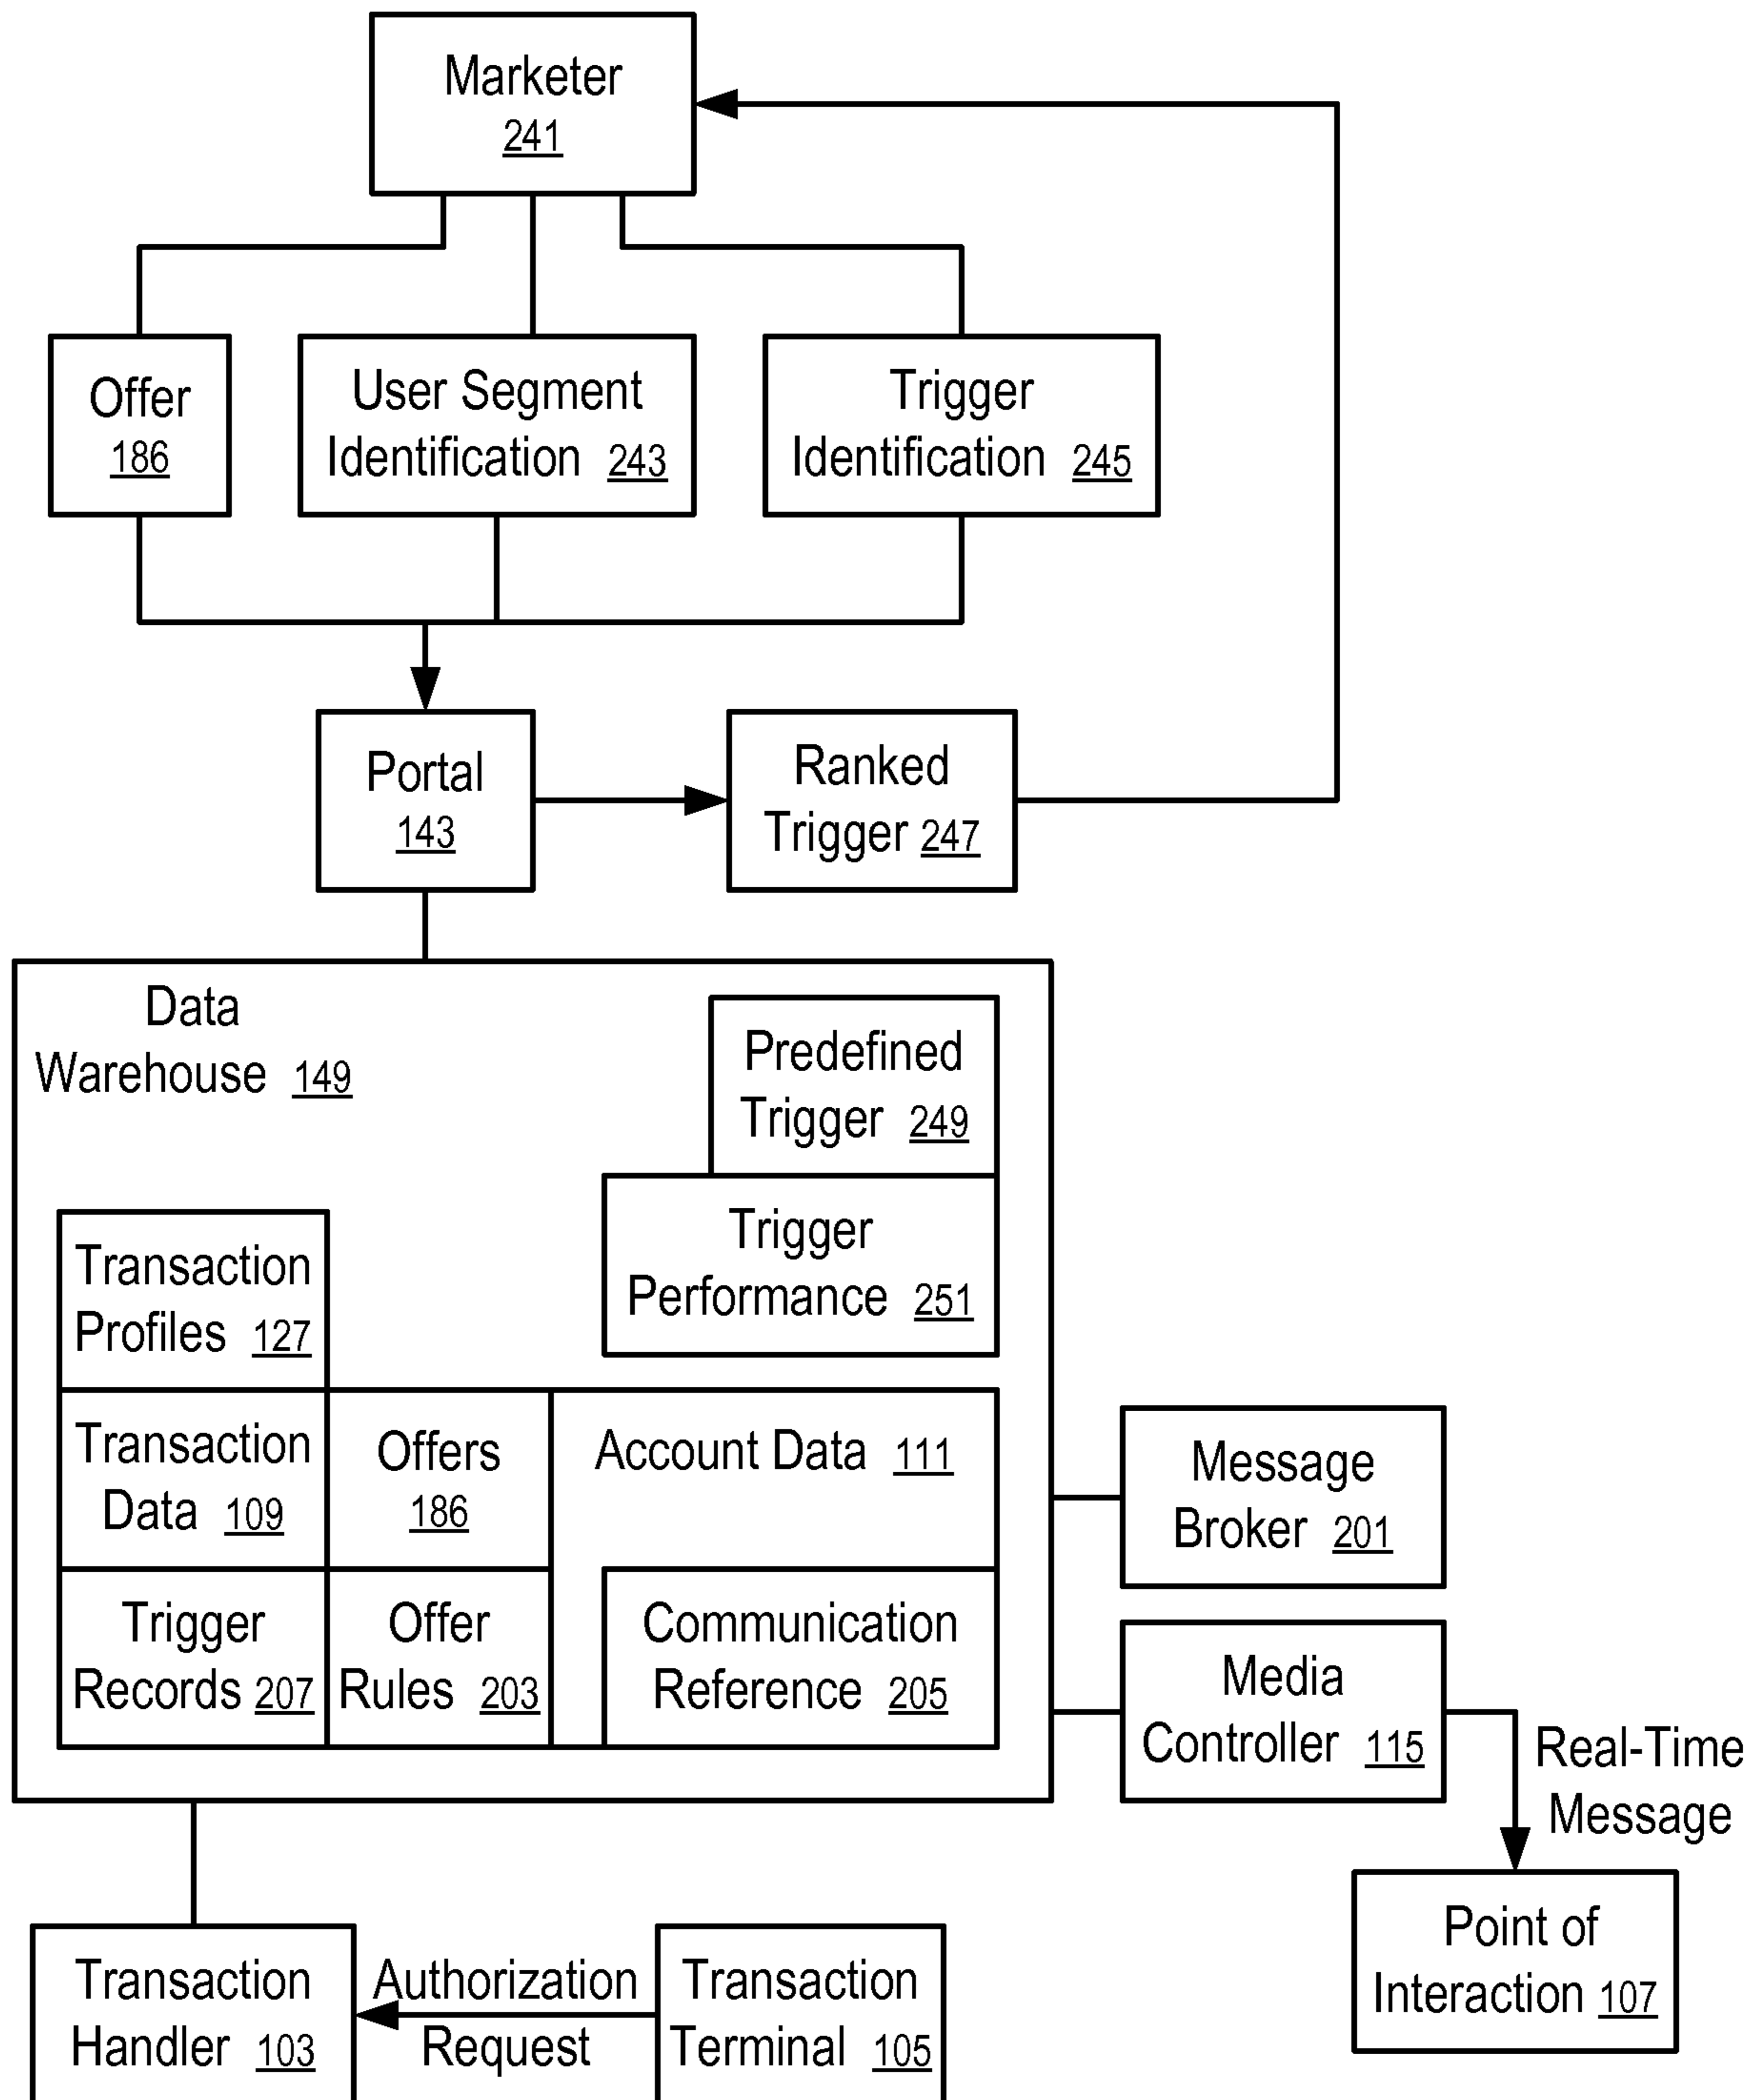 Marketer
241
Offer
186
User Segment
Identification 243
Trigger
Identification 245
Portal
143
Ranked
Trigger 247
Data
Warehouse 149
Predefined
Trigger 249
Trigger
Performance 251
Transaction
Profiles 127
Transaction
Data 109
Offers
186
Account Data 111
Trigger
Records 207
Offer
Rules 203
Communication
Reference 205
Message
Broker 201
Media
Controller 115
Real-Time
Message
Point of
Interaction 107
Transaction
Handler 103
Authorization
Request
Transaction
Terminal 105